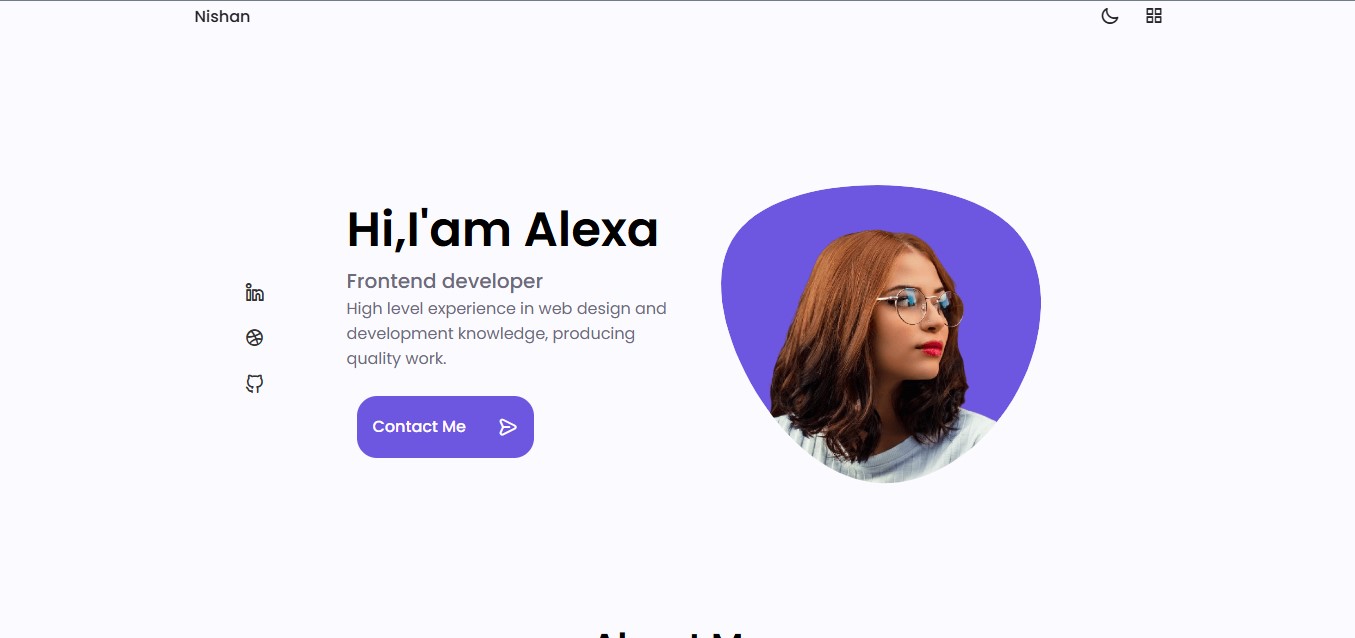 Nishan
Hi,I'am Alexa
Frontend developer
High level experience in web design and
development knowledge, producing
quality work.
Contact Me